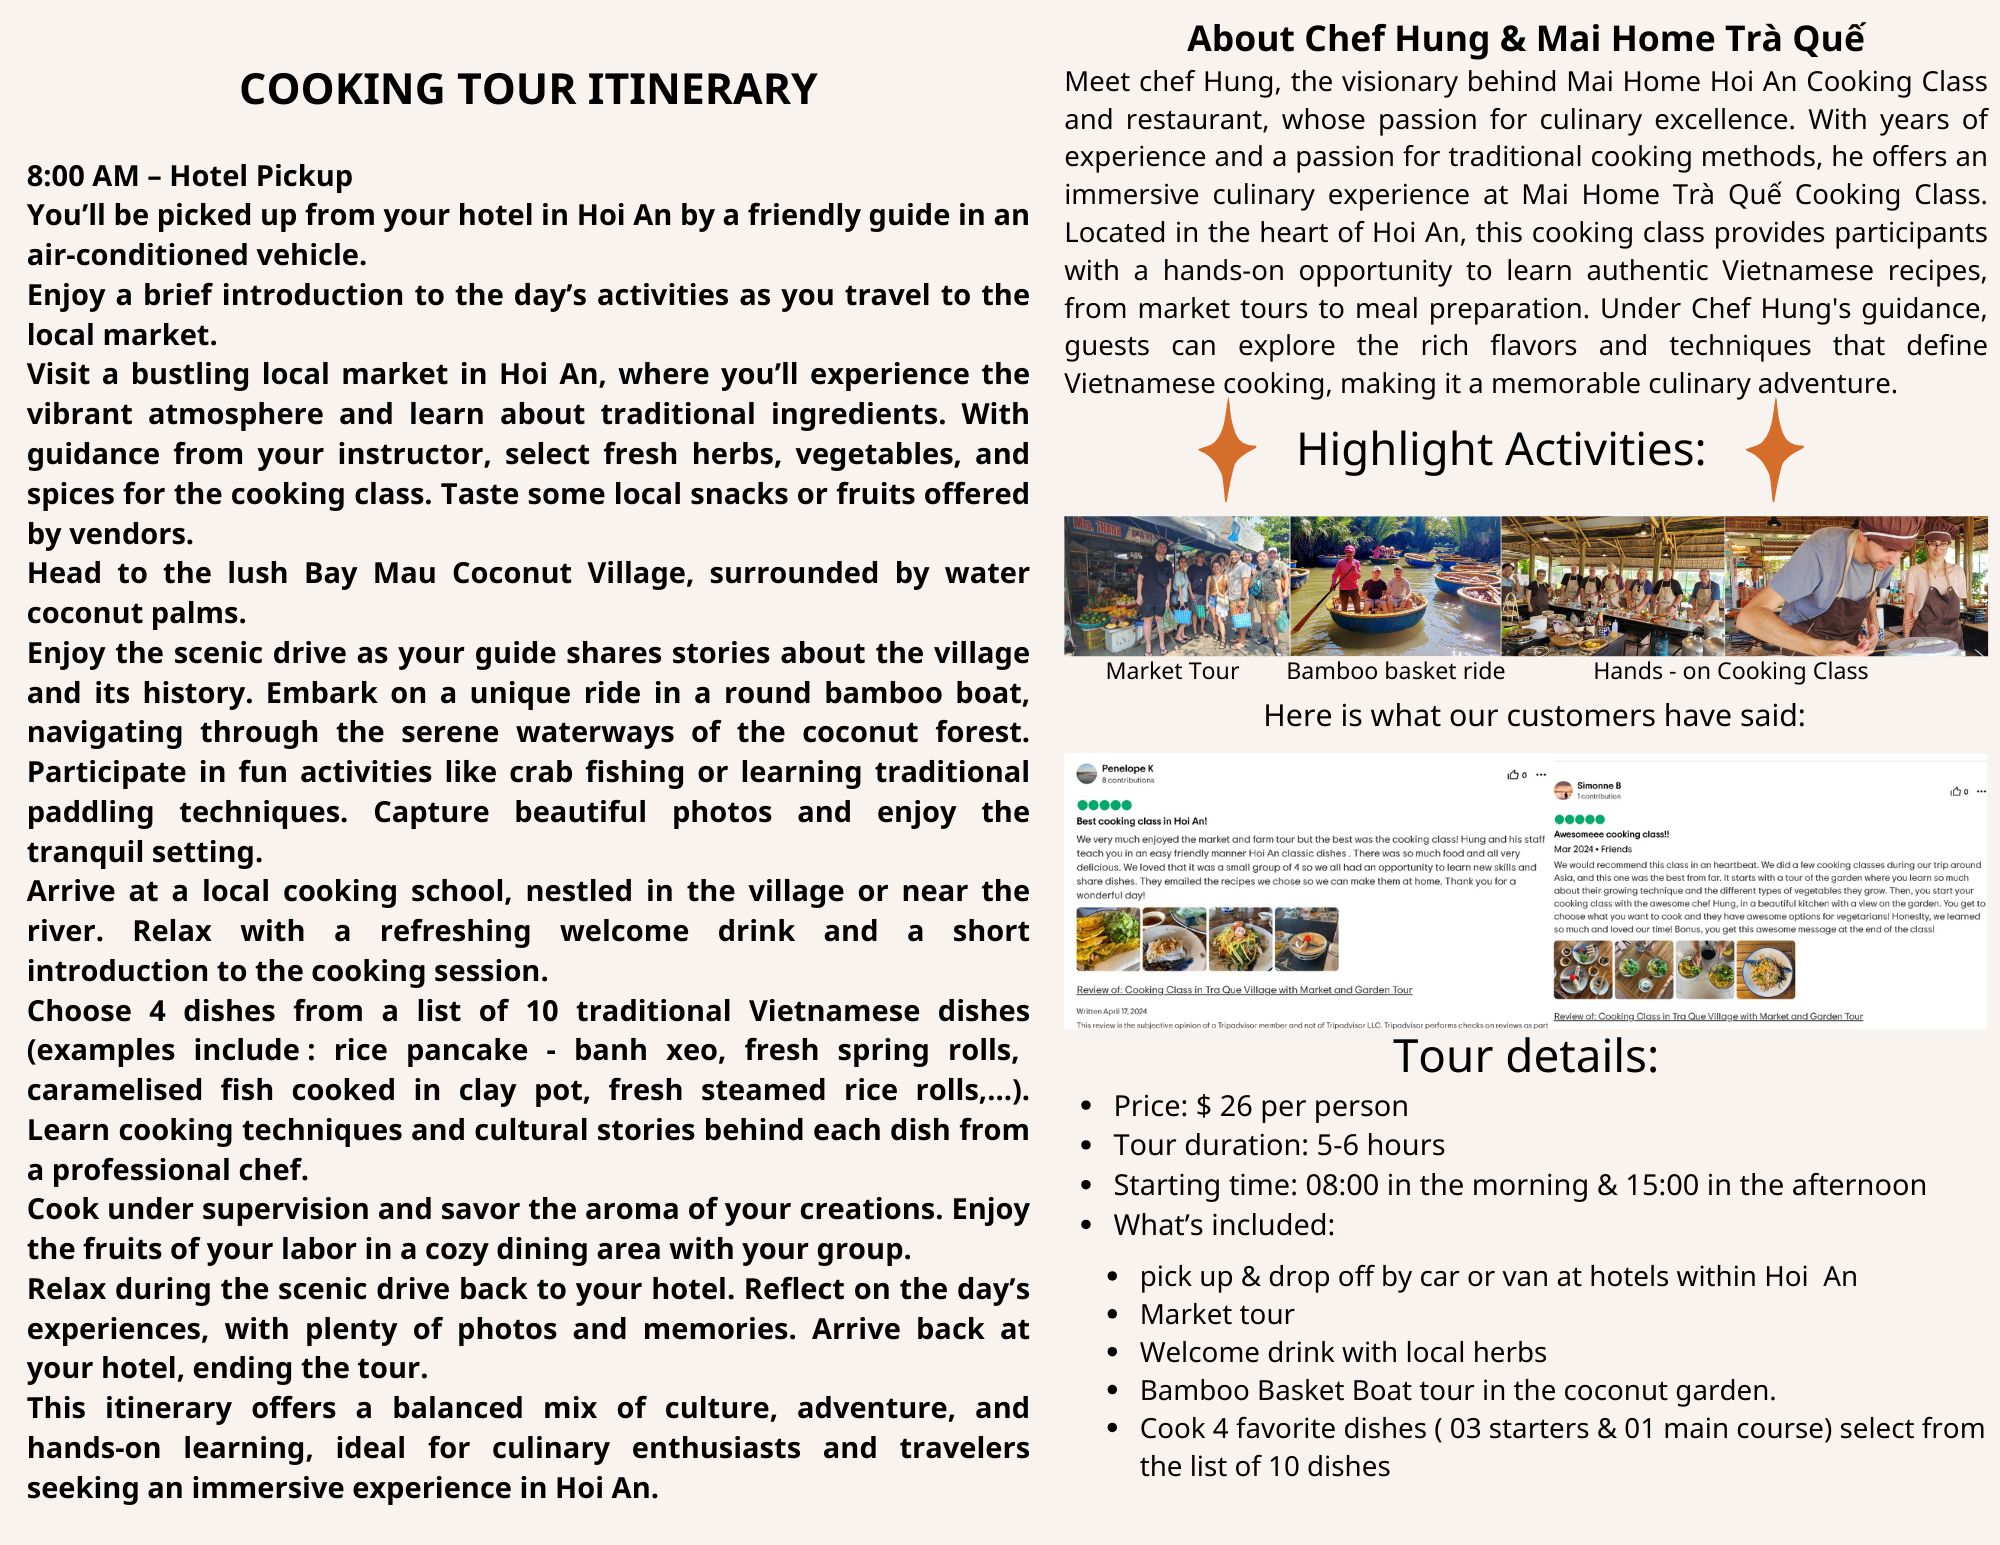 COOKING TOUR ITINERARY
8:00 AM – Hotel Pickup
You’ll be picked up from your hotel in Hoi An by a friendly guide in an
air-conditioned vehicle.
Enjoy a brief introduction to the day’s activities as you travel to the
local market.
Visit a bustling local market in Hoi An, where you’ll experience the
vibrant atmosphere and learn about traditional ingredients. With
guidance from your instructor, select fresh herbs, vegetables, and
spices for the cooking class. Taste some local snacks or fruits offered
by vendors.
Head to the lush Bay Mau Coconut Village, surrounded by water
coconut palms.
Enjoy the scenic drive as your guide shares stories about the village
and its history. Embark on a unique ride in a round bamboo boat,
navigating through the serene waterways of the coconut forest.
Participate in fun activities like crab fishing or learning traditional
paddling techniques. Capture beautiful photos and enjoy the
tranquil setting.
Arrive at a local cooking school, nestled in the village or near the
river. Relax with a refreshing welcome drink and a short
introduction to the cooking session.
Choose 4 dishes from a list of 10 traditional Vietnamese dishes
(examples include : rice pancake - banh xeo, fresh spring rolls,
caramelised fish cooked in clay pot, fresh steamed rice rolls,...).
Learn cooking techniques and cultural stories behind each dish from
a professional chef.
Cook under supervision and savor the aroma of your creations. Enjoy
the fruits of your labor in a cozy dining area with your group.
Relax during the scenic drive back to your hotel. Reflect on the day’s
experiences, with plenty of photos and memories. Arrive back at
your hotel, ending the tour.
This itinerary offers a balanced mix of culture, adventure, and
hands-on learning, ideal for culinary enthusiasts and travelers
seeking an immersive experience in Hoi An.
About Chef Hung & Mai Home Trà Quế
Meet chef Hung, the visionary behind Mai Home Hoi An Cooking Class
and restaurant, whose passion for culinary excellence. With years of
experience and a passion for traditional cooking methods, he offers an
immersive culinary experience at Mai Home Trà Quế Cooking Class.
Located in the heart of Hoi An, this cooking class provides participants
with a hands-on opportunity to learn authentic Vietnamese recipes,
from market tours to meal preparation. Under Chef Hung's guidance,
guests can explore the rich flavors and techniques that define
Vietnamese cooking, making it a memorable culinary adventure.
Highlight Activities:
Market Tour
Bamboo basket ride
Hands - on Cooking Class
Here is what our customers have said:
Penelope K
8 contributions
0
Best cooking class in Hoi An!
We very much enjoyed the market and farm tour but the best was the cooking class! Hung and his staff
teach you in an easy friendly manner Hoi An classic dishes . There was so much food and all very
delicious. We loved that it was a small group of 4 so we all had an opportunity to learn new skills and
share dishes. They emailed the recipes we chose so we can make them at home. Thank you for a
wonderful day!
Review of: Cooking Class in Tra Que Village with Market and Garden Tour
Written April 17, 2024
This review is the subjective opinion of a Tripadvisor member and not of Tripadvisor LLC. Tripadvisor performs checks on reviews as part
Simonne B
1 contribution
0
Awesomeee cooking class!!
Mar 2024 • Friends
We would recommend this class in an heartbeat. We did a few cooking classes during our trip around
Asia, and this one was the best from far. It starts with a tour of the garden where you learn so much
about their growing technique and the different types of vegetables they grow. Then, you start your
cooking class with the awesome chef Hung, in a beautiful kitchen with a view on the garden. You get to
choose what you want to cook and they have awesome options for vegetarians! Honeslty, we learned
so much and loved our time! Bonus, you get this awesome message at the end of the class!
Review of: Cooking Class in Tra Que Village with Market and Garden Tour
Tour details:
• Price: $ 26 per person
• Tour duration: 5-6 hours
• Starting time: 08:00 in the morning & 15:00 in the afternoon
• What’s included:
• pick up & drop off by car or van at hotels within Hoi An
• Market tour
• Welcome drink with local herbs
• Bamboo Basket Boat tour in the coconut garden.
• Cook 4 favorite dishes ( 03 starters & 01 main course) select from
the list of 10 dishes